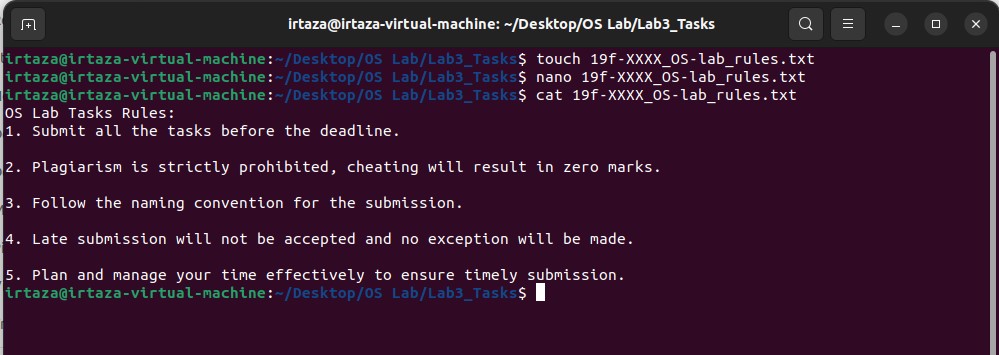 irtaza@irtaza-virtual-machine: ~/Desktop/OS Lab/Lab3_Tasks
irtaza@irtaza-virtual-machine:~/Desktop/OS Lab/Lab3_Tasks$ touch 19f-XXXX_OS-lab_rules.txt
irtaza@irtaza-virtual-machine:~/Desktop/OS Lab/Lab3_Tasks$ nano 19f-XXXX_OS-lab_rules.txt
irtaza@irtaza-virtual-machine:~/Desktop/OS Lab/Lab3_Tasks$ cat 19f-XXXX_OS-lab_rules.txt
OS Lab Tasks Rules:
1. Submit all the tasks before the deadline.
2. Plagiarism is strictly prohibited, cheating will result in zero marks.
3. Follow the naming convention for the submission.
4. Late submission will not be accepted and no exception will be made.
5. Plan and manage your time effectively to ensure timely submission.
irtaza@irtaza-virtual-machine:~/Desktop/OS Lab/Lab3_Tasks$